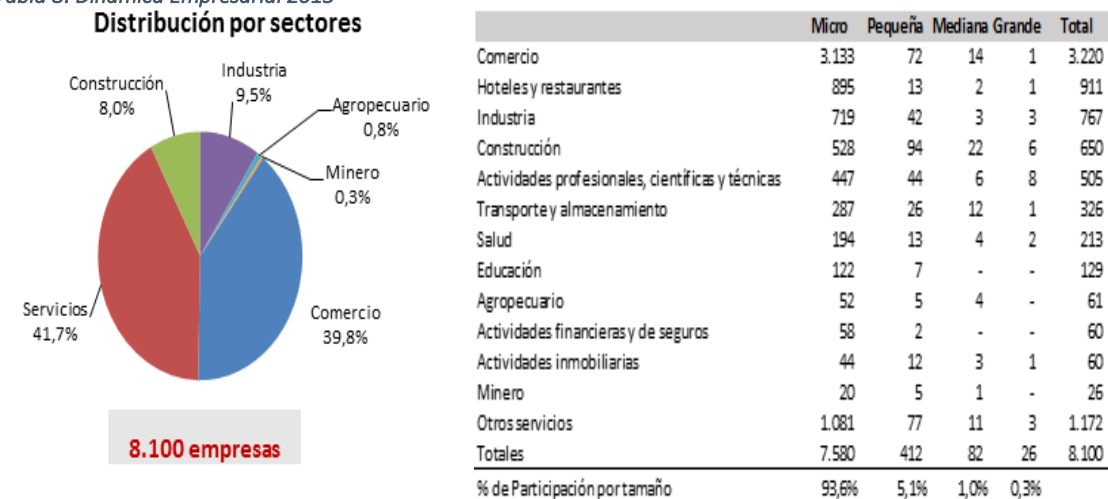 Tabla 8. Dinámica Empresarial 2015
Distribución por sectores
Construcción
8,0%
Industria
9,5%
Agropecuario
0,8%
Minero
0,3%
Servicios
41,7%
Comercio
39,8%
8.100 empresas
Micro Pequeña Mediana Grande Total
Comercio 3.133 72 14 1 3.220
Hoteles y restaurantes 895 13 2 1 911
Industria 719 42 3 3 767
Construcción 528 94 22 6 650
Actividades profesionales, científicas y técnicas 447 44 6 8 505
Transporte y almacenamiento 287 26 12 1 326
Salud 194 13 4 2 213
Educación 122 7 - - 129
Agropecuario 52 5 4 - 61
Actividades financieras y de seguros 58 2 - - 60
Actividades inmobiliarias 44 12 3 1 60
Minero 20 5 1 - 26
Otros servicios 1.081 77 11 3 1.172
Totales 7.580 412 82 26 8.100
% de Participación por tamaño 93,6% 5,1% 1,0% 0,3%